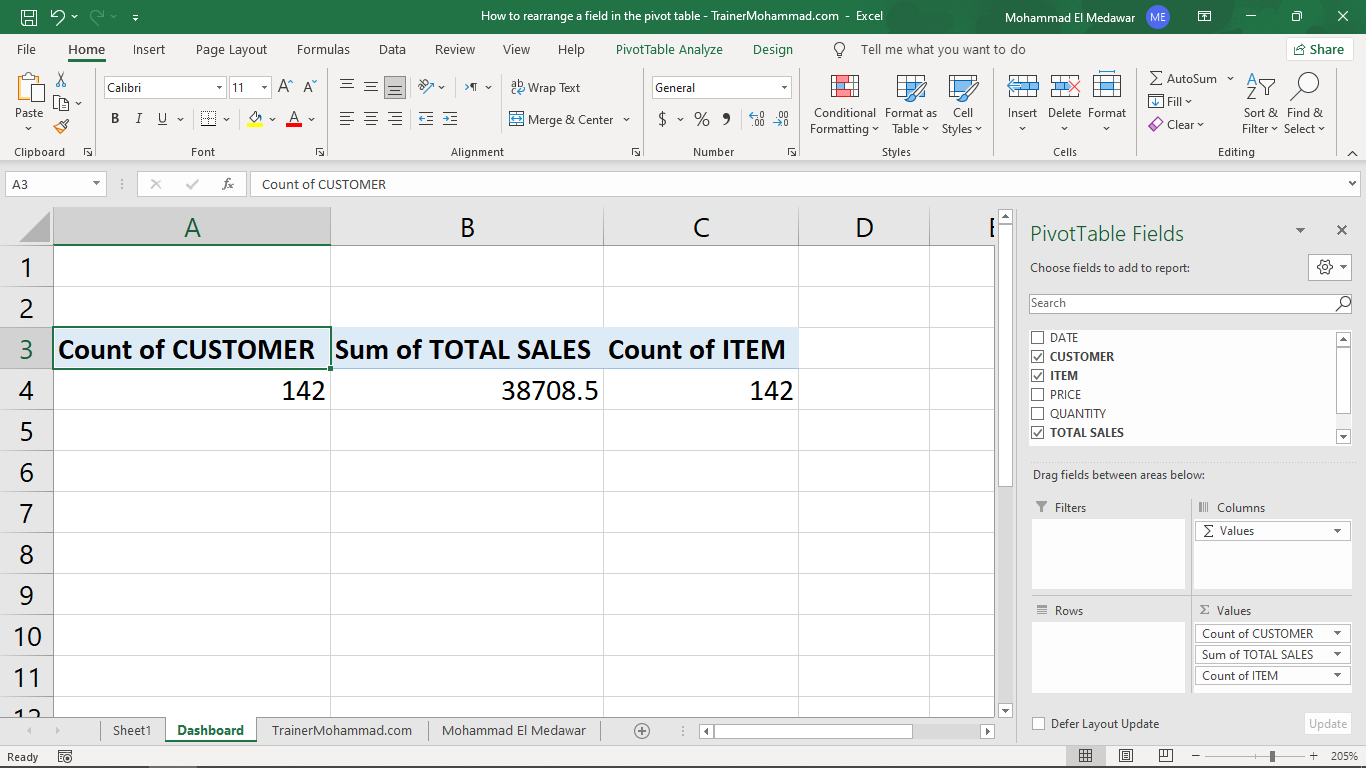 How to rearrange a field in the pivot table - TrainerMohammad.com - Excel
Mohammad El Medawar ME
File Home Insert Page Layout Formulas Data Review View Help PivotTable Analyze Design Tell me what you want to do Share
Paste
Clipboard
Calibri 11
B I U
Font
Wrap Text
Merge & Center
Alignment
General
$ % 9
Number
Conditional Formatting
Format as Table
Cell Styles
Styles
Insert Delete Format
Cells
AutoSum
Fill
Clear
Sort & Filter
Find & Select
Editing
A3 fx Count of CUSTOMER
A B C D E
1
2
3 Count of CUSTOMER Sum of TOTAL SALES Count of ITEM
4 142 38708.5 142
5
6
7
8
9
10
11
12
PivotTable Fields
Choose fields to add to report:
Search
DATE
CUSTOMER
ITEM
PRICE
QUANTITY
TOTAL SALES
Drag fields between areas below:
Filters
Columns
Σ Values
Rows
Σ Values
Count of CUSTOMER
Sum of TOTAL SALES
Count of ITEM
Defer Layout Update Update
Sheet1 Dashboard TrainerMohammad.com Mohammad El Medawar
Ready 205%